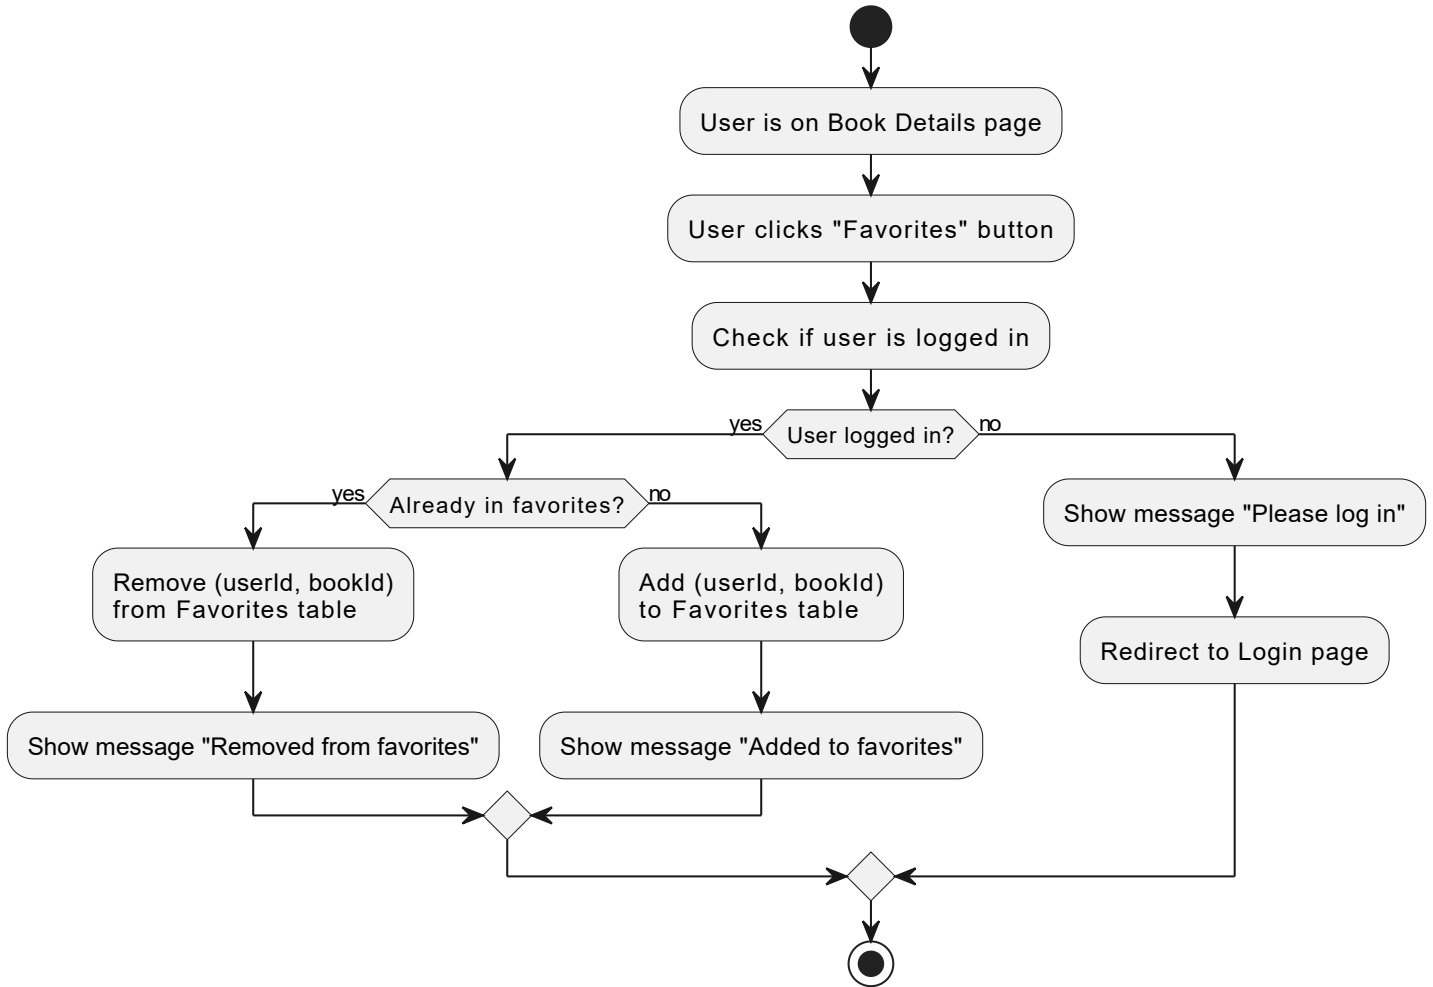 User is on Book Details page
User clicks "Favorites" button
Check if user is logged in
yes
User logged in?
no
yes
Already in favorites?
no
Show message "Please log in"
Remove (userId, bookId)
from Favorites table
Add (userId, bookId)
to Favorites table
Redirect to Login page
Show message "Removed from favorites"
Show message "Added to favorites"